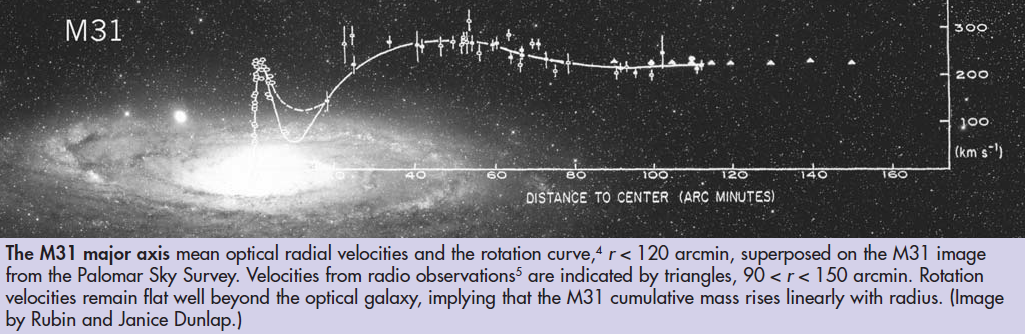 M31
300
200
100
(km s⁻¹)
40 60 80 100 120 140 160
DISTANCE TO CENTER (ARC MINUTES)
The M31 major axis mean optical radial velocities and the rotation curve,⁴ r < 120 arcmin, superposed on the M31 image
from the Palomar Sky Survey. Velocities from radio observations⁵ are indicated by triangles, 90 < r < 150 arcmin. Rotation
velocities remain flat well beyond the optical galaxy, implying that the M31 cumulative mass rises linearly with radius. (Image
by Rubin and Janice Dunlap.)